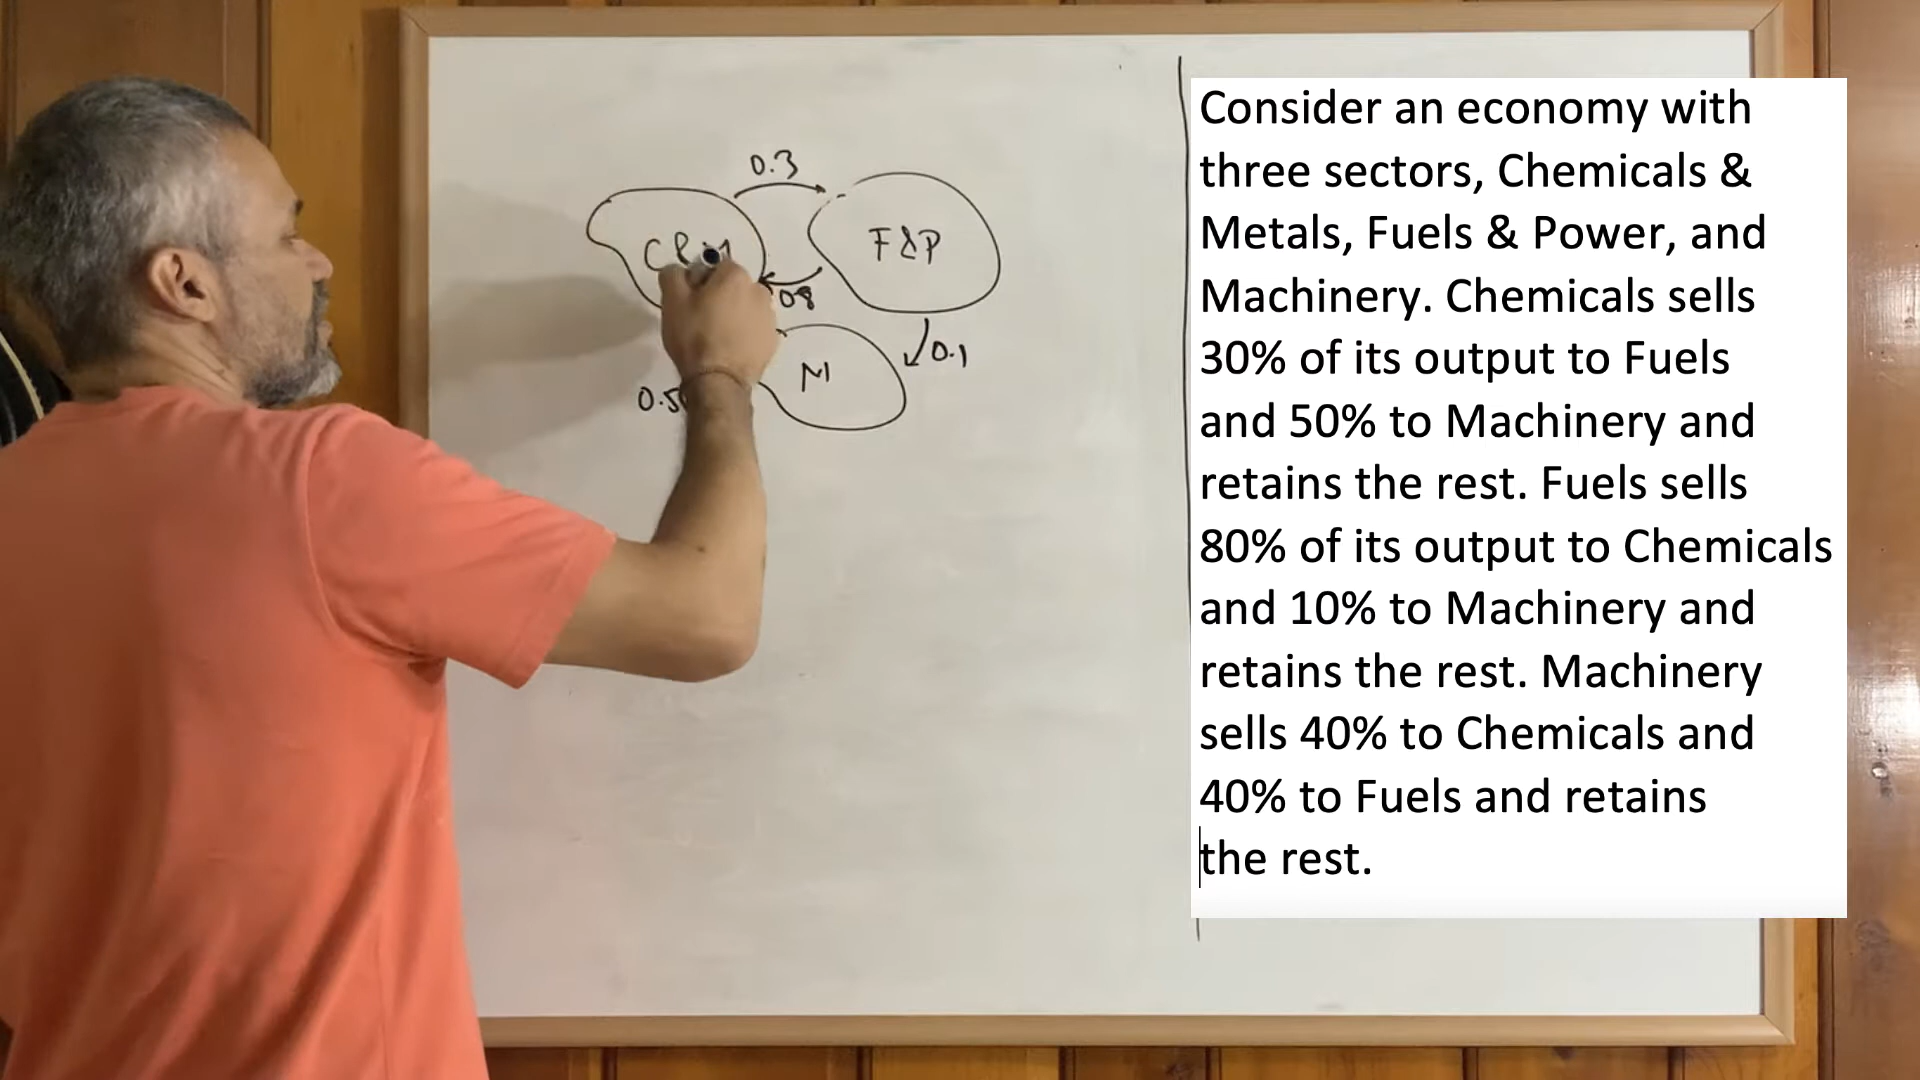 0.3
F&P
08
M
0.1
0.5
Consider an economy with
three sectors, Chemicals &
Metals, Fuels & Power, and
Machinery. Chemicals sells
30% of its output to Fuels
and 50% to Machinery and
retains the rest. Fuels sells
80% of its output to Chemicals
and 10% to Machinery and
retains the rest. Machinery
sells 40% to Chemicals and
40% to Fuels and retains
the rest.